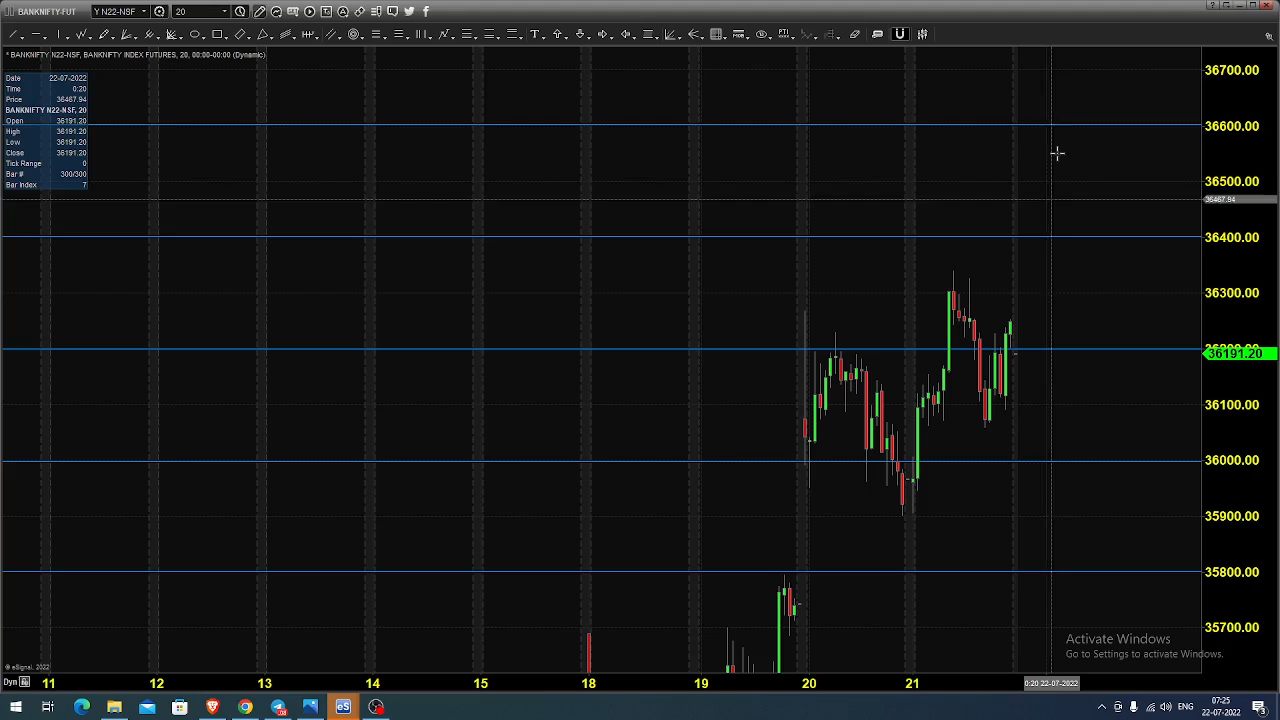 BANKNIFTY-FUT
Y N22-NSF
20
* BANKNIFTY N22-NSF, BANKNIFTY INDEX FUTURES, 20, 00:00-00:00 (Dynamic)
Date 22-07-2022
Time 0:20
Price 36467.94
BANKNIFTY N22-NSF, 20
Open 36191.20
High 36191.20
Low 36191.20
Close 36191.20
Tick Range 0
Bar # 300/300
Bar Index 7
36700.00
36600.00
36500.00
36467.94
36400.00
36300.00
36191.20
36100.00
36000.00
35900.00
35800.00
35700.00
Activate Windows
Go to Settings to activate Windows.
© eSignal, 2022
Dyn 11 12 13 14 15 18 19 20 21 0:20 22-07-2022
eS
ENG
07:25
22-07-2022
3